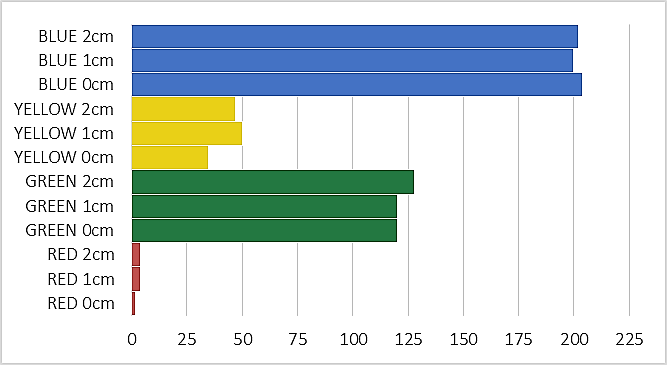 BLUE 2cm
BLUE 1cm
BLUE 0cm
YELLOW 2cm
YELLOW 1cm
YELLOW 0cm
GREEN 2cm
GREEN 1cm
GREEN 0cm
RED 2cm
RED 1cm
RED 0cm
0 25 50 75 100 125 150 175 200 225